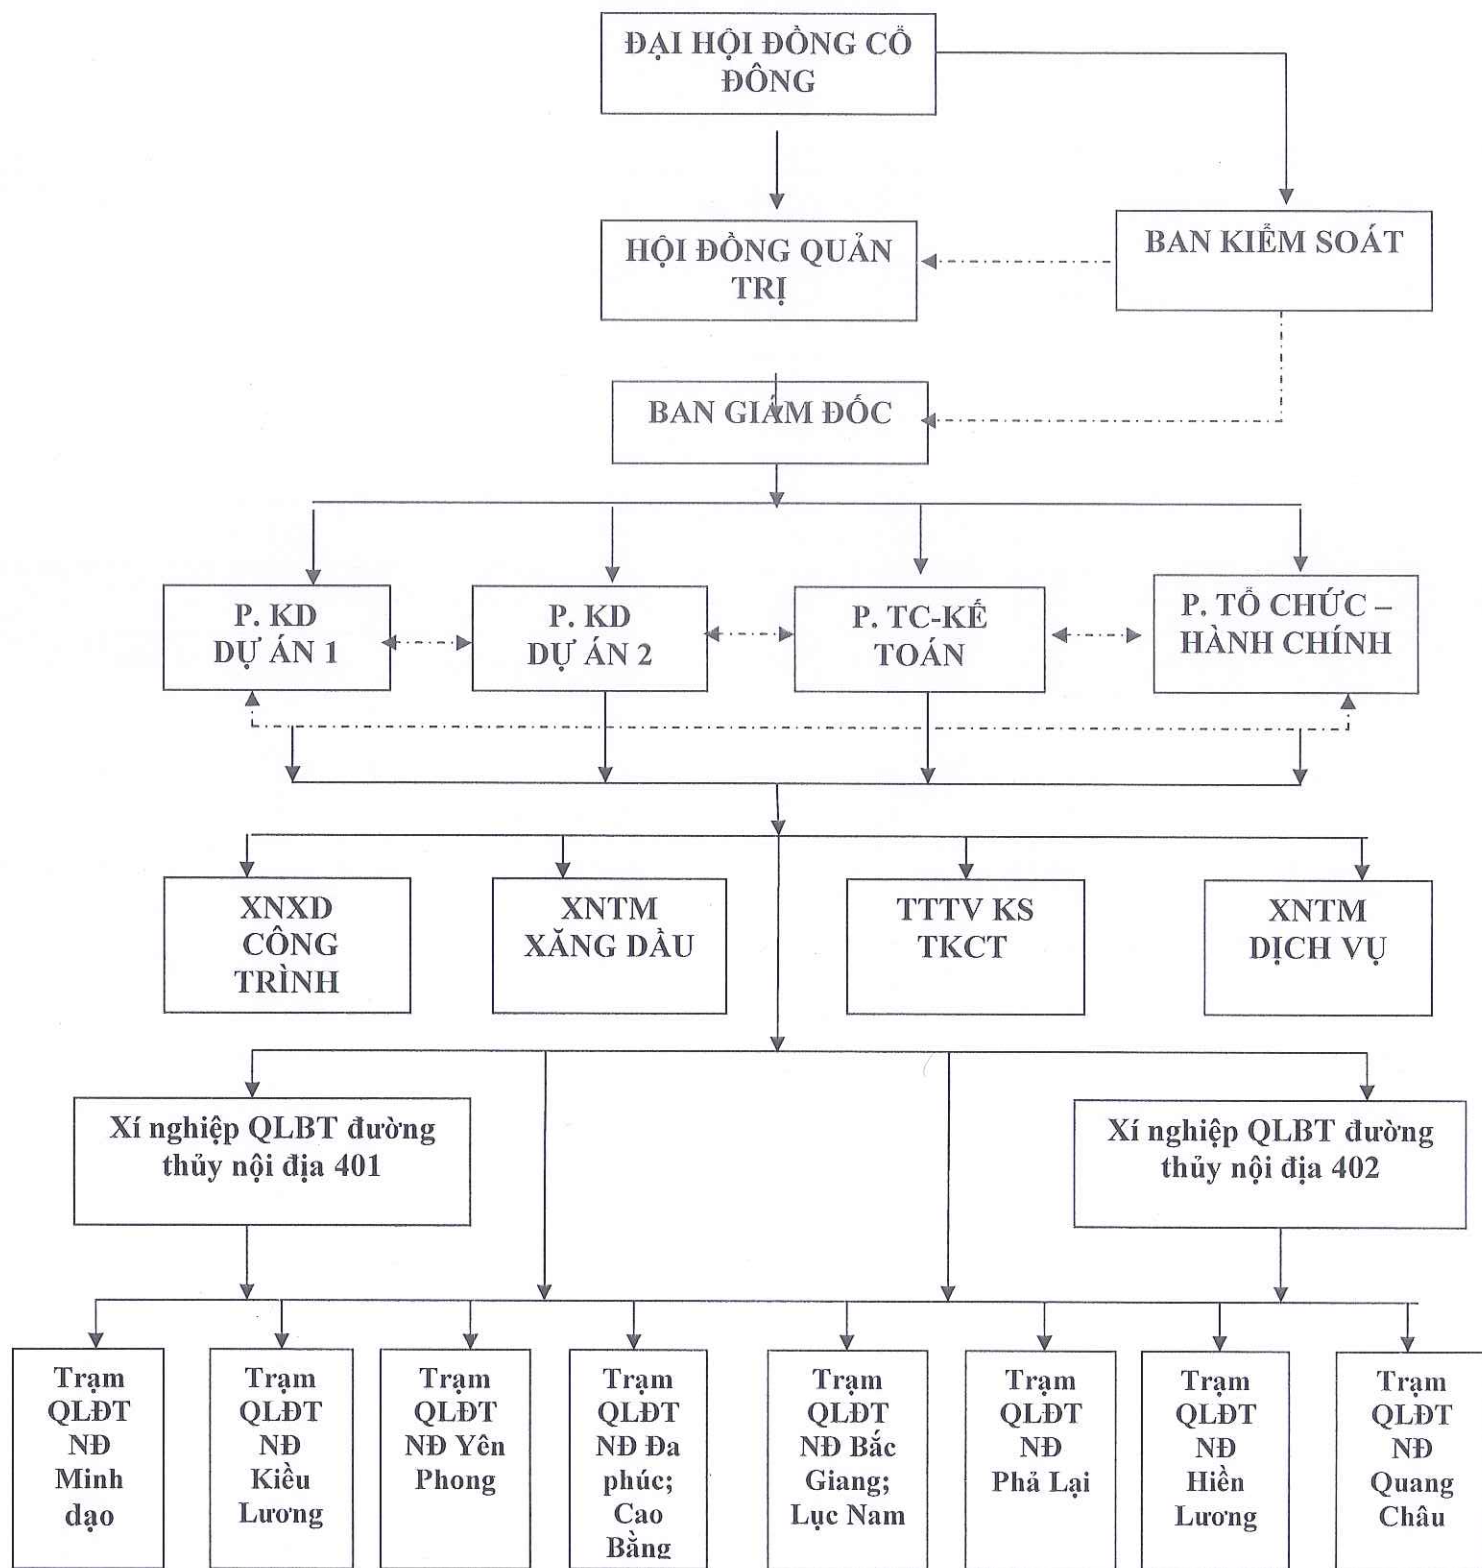 ĐẠI HỘI ĐỒNG CỔ
ĐÔNG
HỘI ĐỒNG QUẢN
TRỊ
BAN KIỂM SOÁT
BAN GIÁM ĐỐC
P. KD
DỰ ÁN 1
P. KD
DỰ ÁN 2
P. TC-KẾ
TOÁN
P. TỔ CHỨC –
HÀNH CHÍNH
XNXD
CÔNG
TRÌNH
XNTM
XĂNG DẦU
TTTV KS
TKCT
XNTM
DỊCH VỤ
Xí nghiệp QLBT đường
thủy nội địa 401
Xí nghiệp QLBT đường
thủy nội địa 402
Trạm
QLĐT
NĐ
Minh
dạo
Trạm
QLĐT
NĐ
Kiều
Lương
Trạm
QLĐT
NĐ Yên
Phong
Trạm
QLĐT
NĐ Đa
phúc;
Cao
Bằng
Trạm
QLĐT
NĐ Bắc
Giang;
Lục Nam
Trạm
QLĐT
NĐ
Phả Lại
Trạm
QLĐT
NĐ
Hiền
Lương
Trạm
QLĐT
NĐ
Quang
Châu